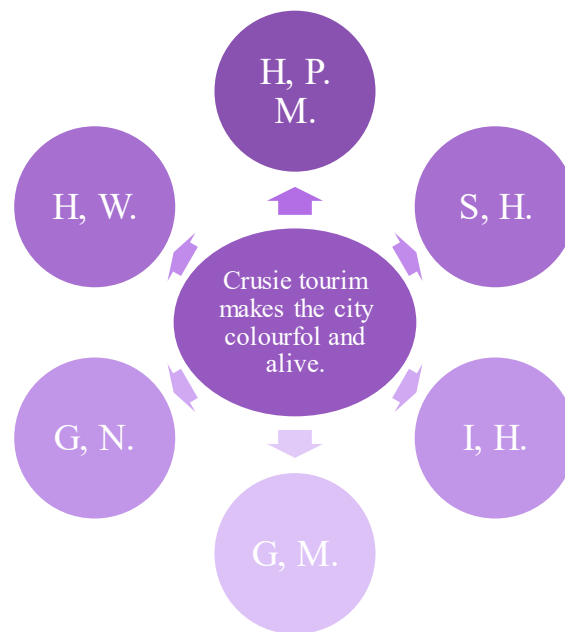 H, P.
M.
H, W.
S, H.
Crusie tourim
makes the city
colourfol and
alive.
G, N.
I, H.
G, M.